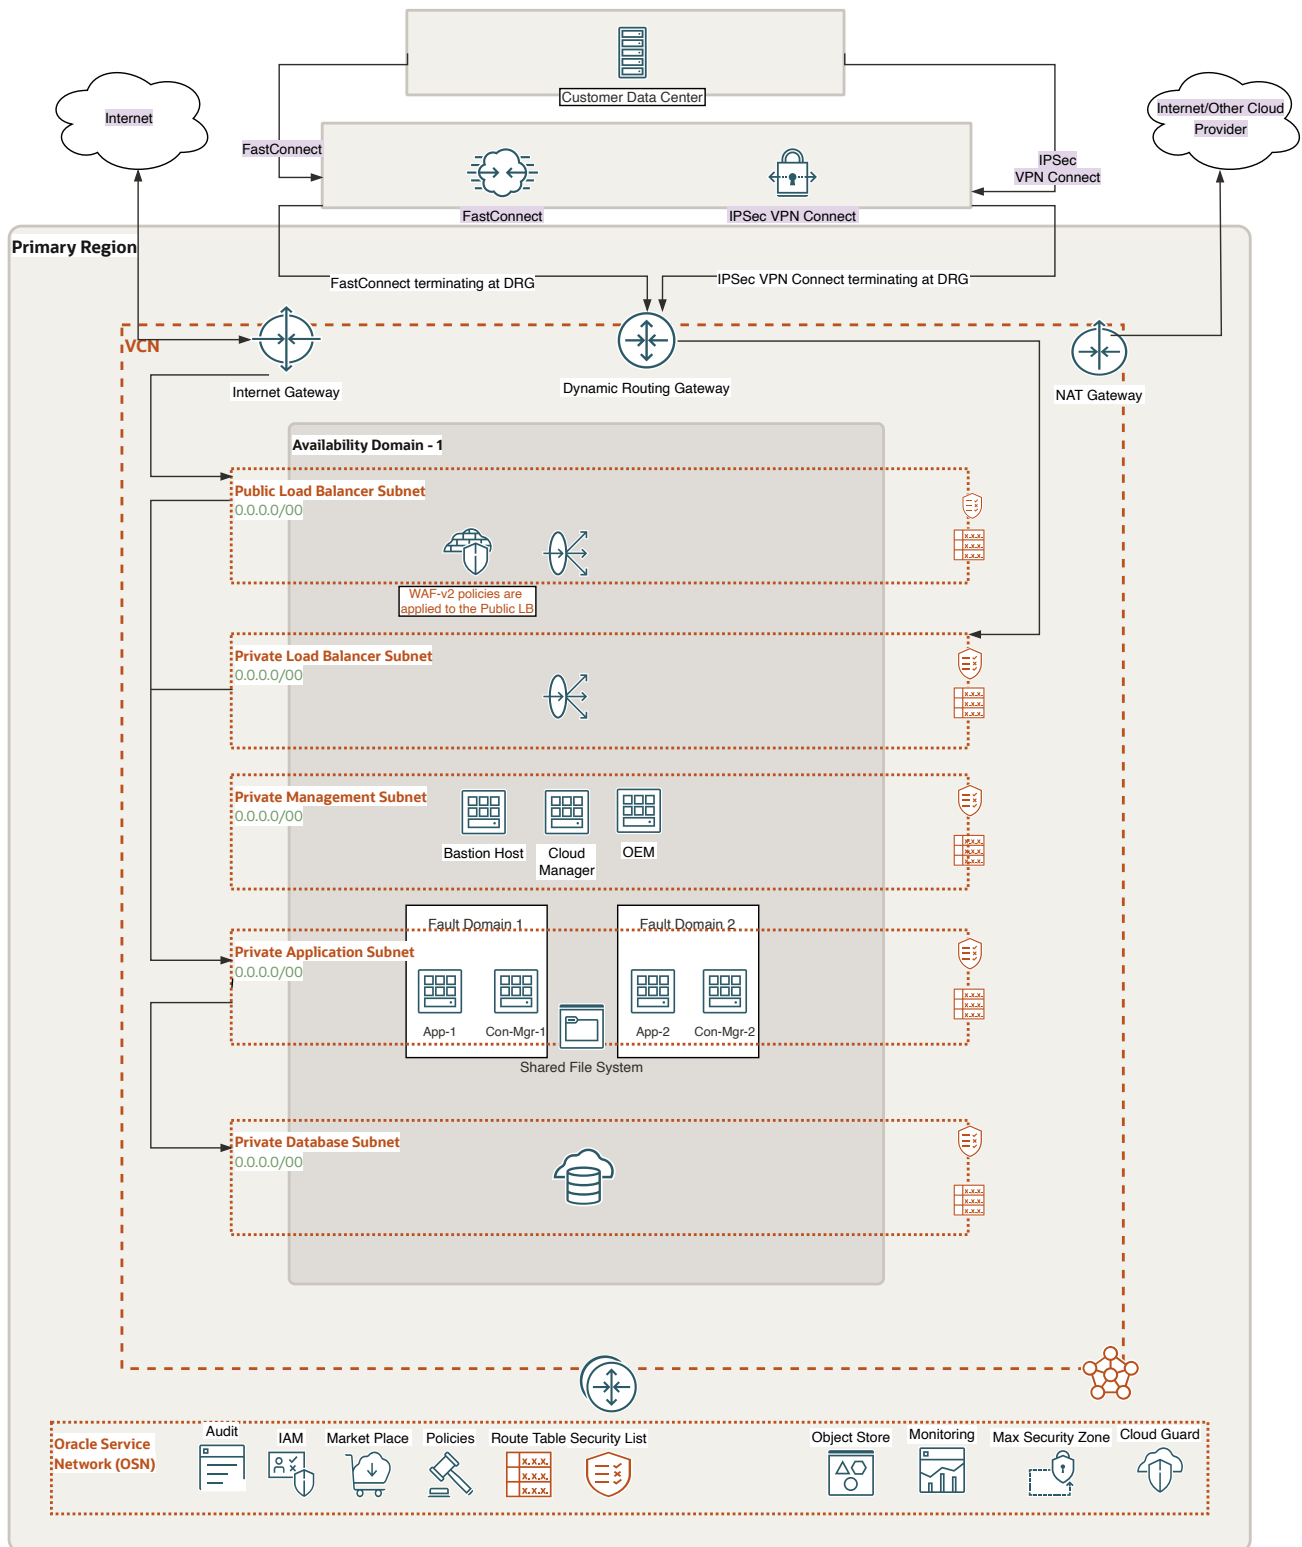 Customer Data Center
Internet
Internet/Other Cloud
Provider
FastConnect
IPSec
VPN Connect
FastConnect
IPSec VPN Connect
Primary Region
FastConnect terminating at DRG
IPSec VPN Connect terminating at DRG
VCN
Internet Gateway
Dynamic Routing Gateway
NAT Gateway
Availability Domain - 1
Public Load Balancer Subnet
0.0.0.0/00
x.x.x.
x.x.x.
x.x.x.
WAF-v2 policies are
applied to the Public LB
Private Load Balancer Subnet
0.0.0.0/00
x.x.x.
x.x.x.
x.x.x.
Private Management Subnet
0.0.0.0/00
x.x.x.
x.x.x.
x.x.x.
Bastion Host
Cloud
Manager
OEM
Fault Domain 1
Fault Domain 2
Private Application Subnet
0.0.0.0/00
x.x.x.
x.x.x.
x.x.x.
App-1
Con-Mgr-1
App-2
Con-Mgr-2
Shared File System
Private Database Subnet
0.0.0.0/00
x.x.x.
x.x.x.
x.x.x.
Oracle Service
Network (OSN)
Audit
IAM
Market Place
Policies
Route Table
Security List
Object Store
Monitoring
Max Security Zone
Cloud Guard
x.x.x.
x.x.x.
x.x.x.